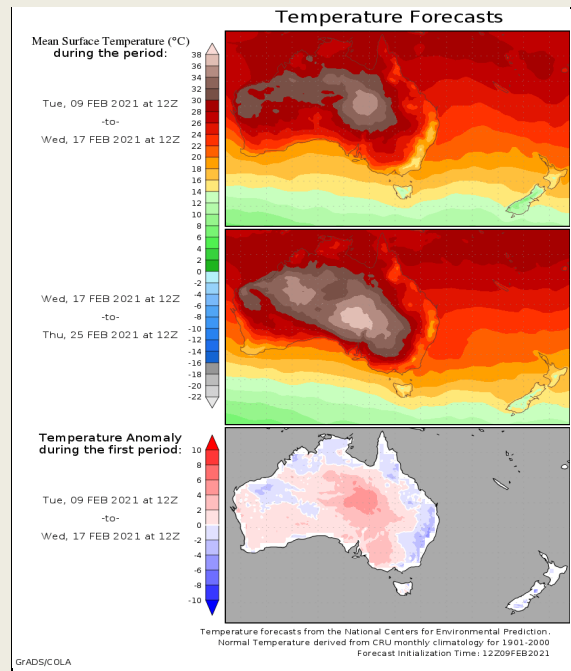 Temperature Forecasts
Mean Surface Temperature (°C)
during the period:
Tue, 09 FEB 2021 at 12Z
-to-
Wed, 17 FEB 2021 at 12Z
38
36
34
32
31
30
29
28
26
25
24
22
20
18
16
14
12
10
8
6
4
2
0
-2
-4
-6
-8
-10
-12
-14
-16
-17
-18
-19
-20
-22
Wed, 17 FEB 2021 at 12Z
-to-
Thu, 25 FEB 2021 at 12Z
Temperature Anomaly
during the first period:
Tue, 09 FEB 2021 at 12Z
-to-
Wed, 17 FEB 2021 at 12Z
10
8
6
4
2
0
-2
-4
-6
-8
-10
Temperature forecasts from the National Centers for Environmental Prediction.
Normal Temperature derived from CRU monthly climatology for 1901-2000
Forecast Initialization Time: 12Z09FEB2021
GrADS/COLA